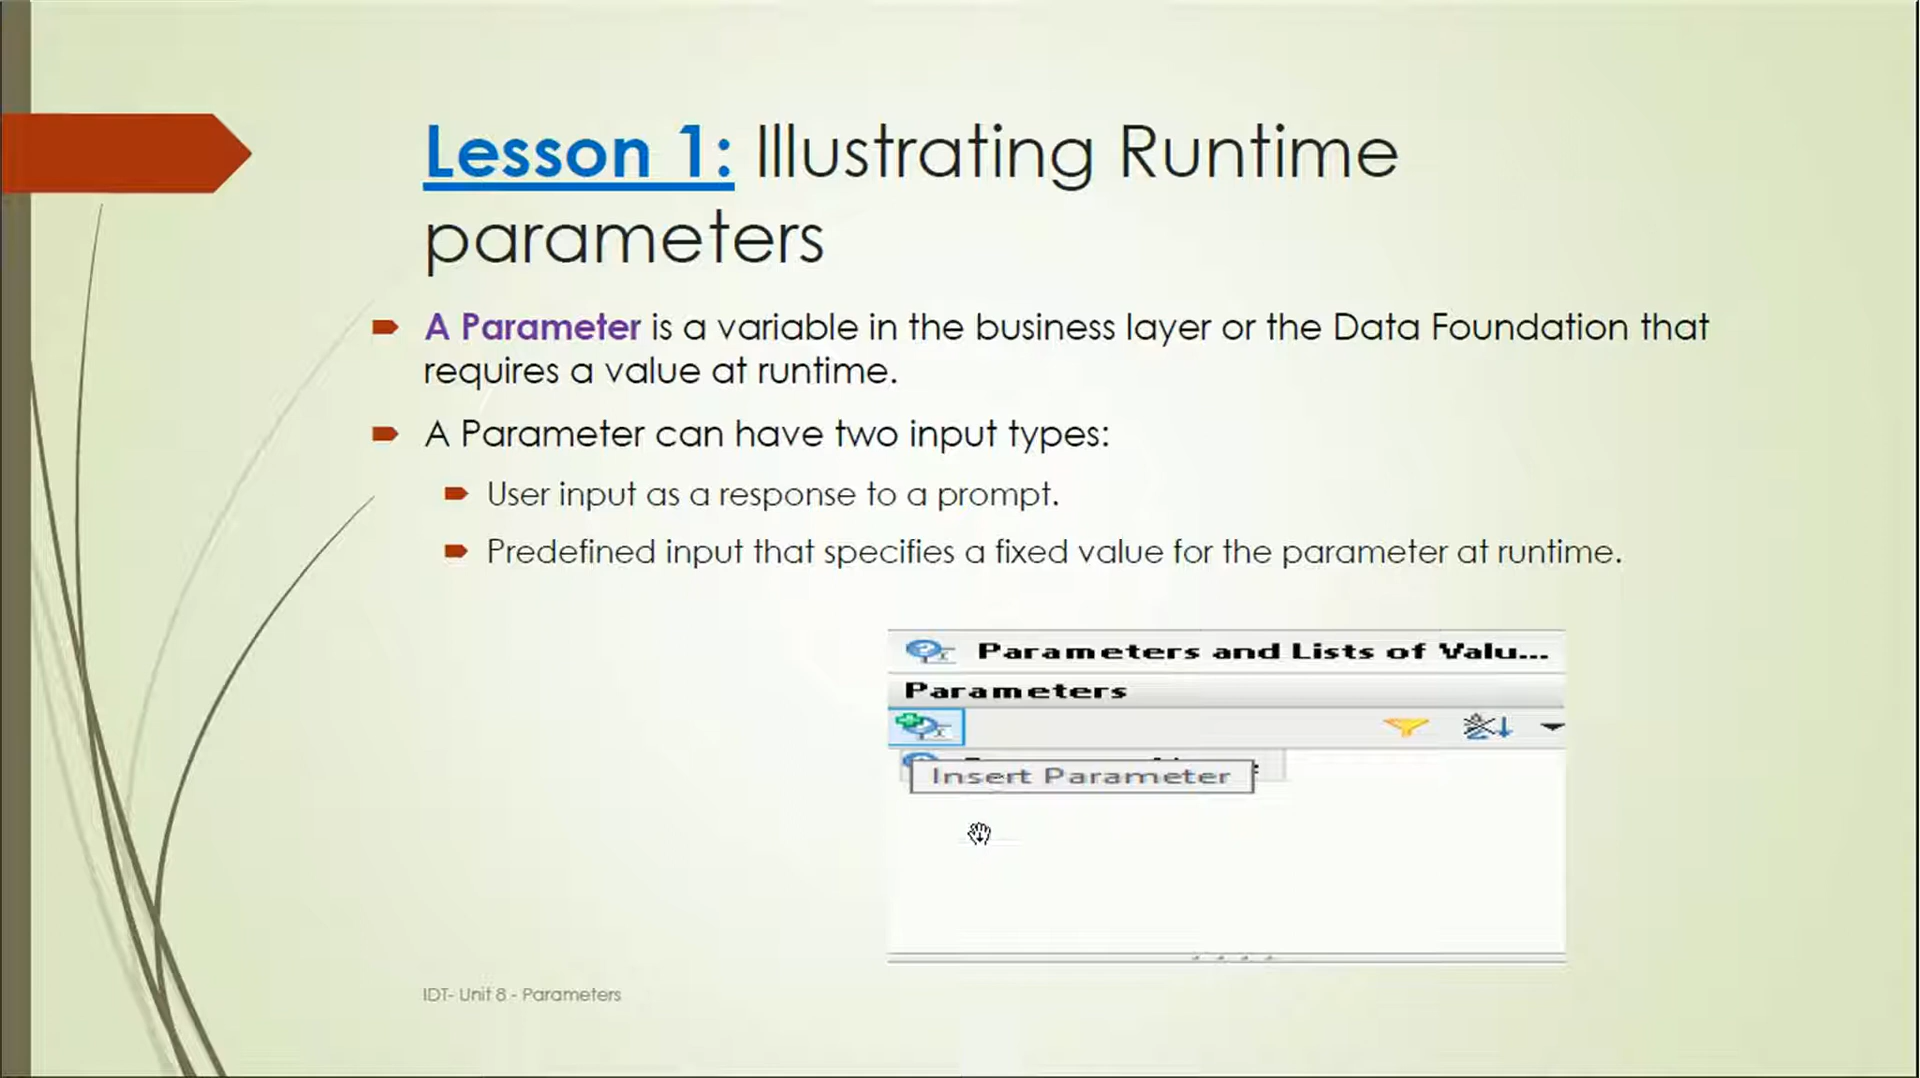 Lesson 1: Illustrating Runtime
parameters
A Parameter is a variable in the business layer or the Data Foundation that
requires a value at runtime.
A Parameter can have two input types:
User input as a response to a prompt.
Predefined input that specifies a fixed value for the parameter at runtime.
Parameters and Lists of Valu...
Parameters
Insert Parameter
IDT- Unit 8 - Parameters